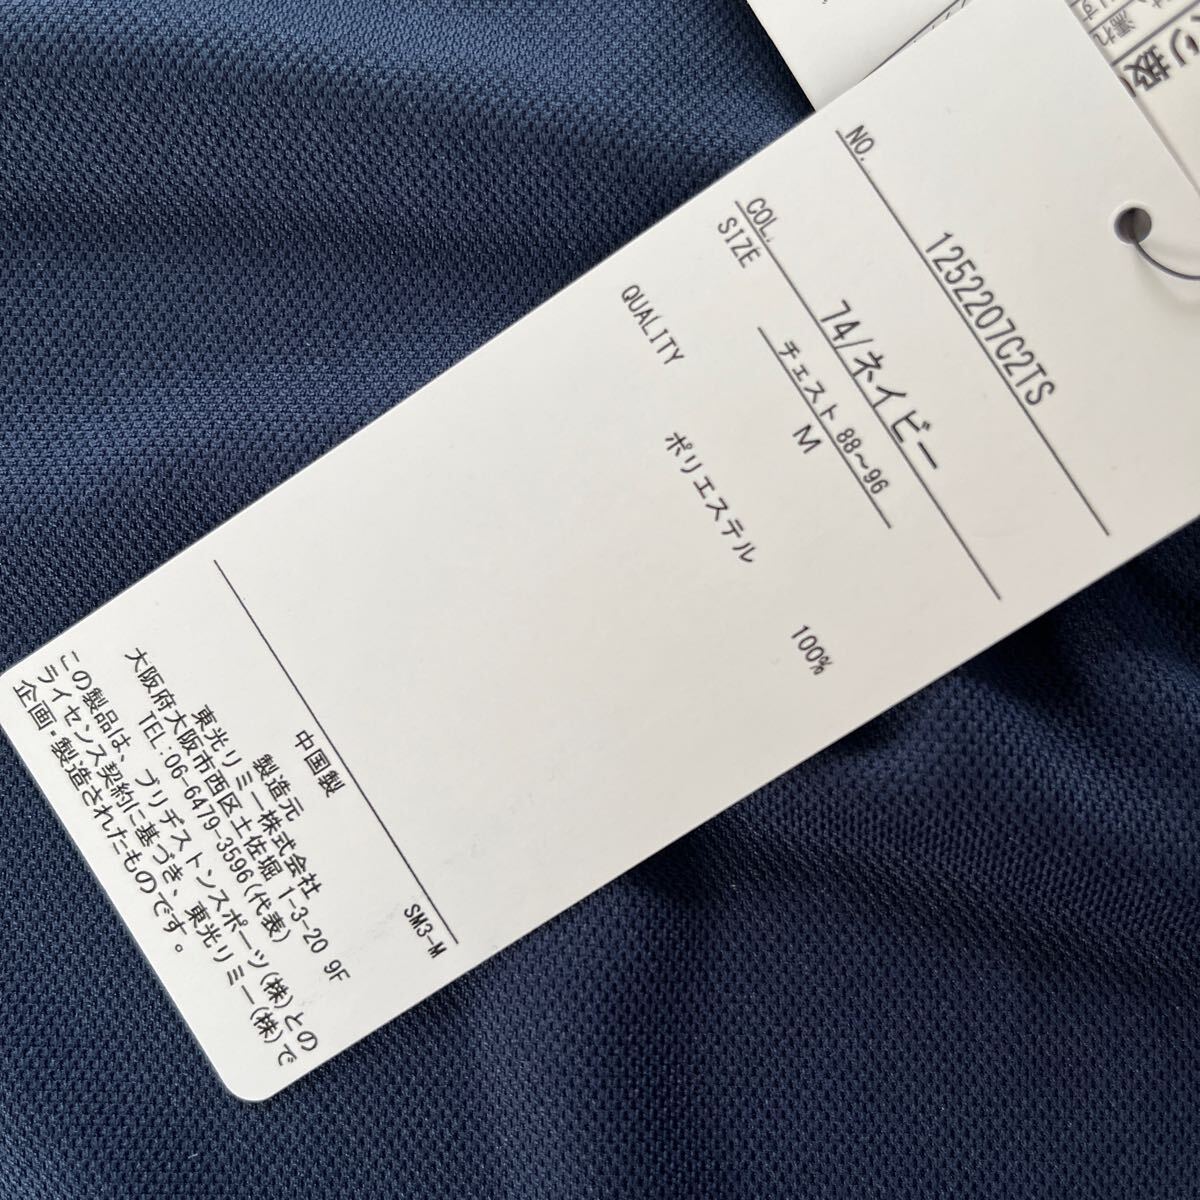 NO. 1252207C2TS
COL. 74/ネイビー
SIZE チェスト 88～96
M
QUALITY
ポリエステル 100%
SM3-M
中国製
製造元
東光リミー株式会社
大阪府大阪市西区土佐堀 1-3-20 9F
TEL:06-6479-3596(代表)
この製品は、ブリヂストンスポーツ(株)との
ライセンス契約に基づき、東光リミー(株)で
企画・製造されたものです。
り扱
濡れ